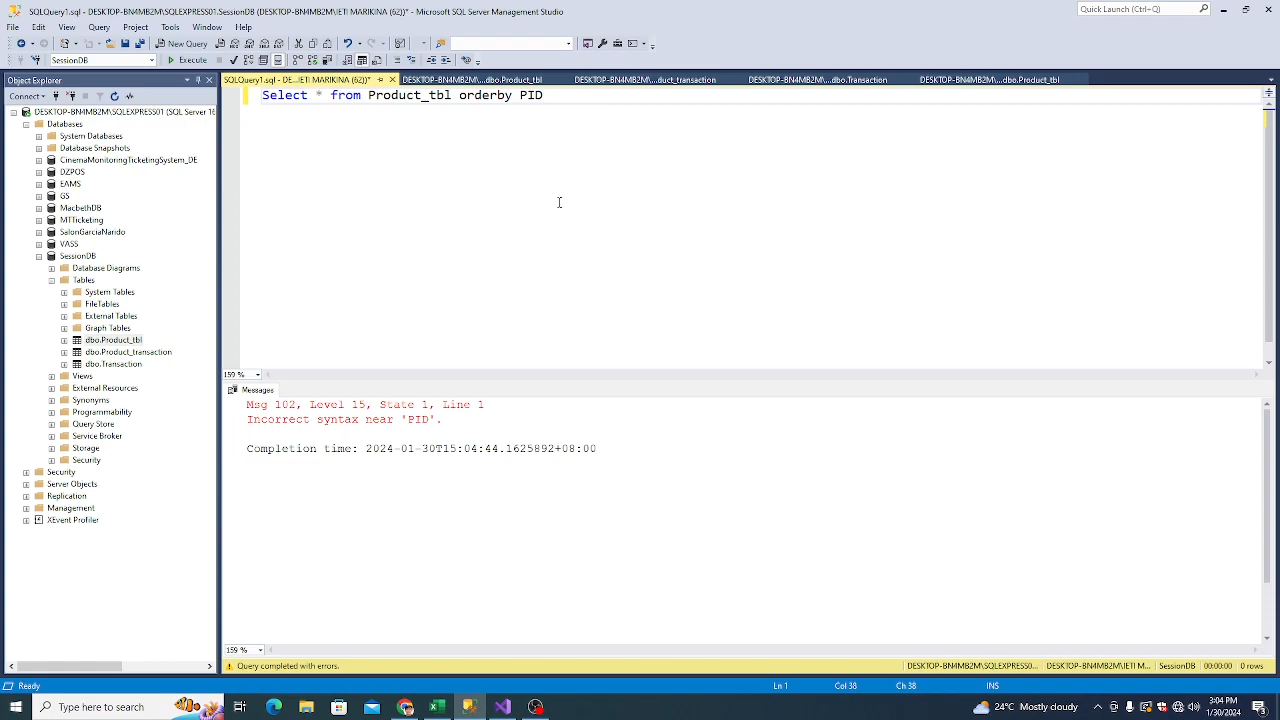 SQLQuery1.sql - DESKTOP-BN4MB2M\SQLEXPRESS01.SessionDB (DESKTOP-BN4MB2M\IETI MARIKINA (62))* - Microsoft SQL Server Management Studio
Quick Launch (Ctrl+Q)
File Edit View Query Project Tools Window Help
New Query
SessionDB Execute
Object Explorer
SQLQuery1.sql - DE...IETI MARIKINA (62))* DESKTOP-BN4MB2M\...dbo.Product_tbl DESKTOP-BN4MB2M\...duct_transaction DESKTOP-BN4MB2M\...dbo.Transaction DESKTOP-BN4MB2M\...dbo.Product_tbl
Connect
Select * from Product_tbl orderby PID
DESKTOP-BN4MB2M\SQLEXPRESS01 (SQL Server 16
Databases
System Databases
Database Snapshots
CinemaMonitoringTicketingSystem_DE
DZPOS
EAMS
GS
MacbethDB
MTTicketing
SalonGarciaNarido
VASS
SessionDB
Database Diagrams
Tables
System Tables
FileTables
External Tables
Graph Tables
dbo.Product_tbl
dbo.Product_transaction
dbo.Transaction
Views
External Resources
Synonyms
Programmability
Query Store
Service Broker
Storage
Security
Security
Server Objects
Replication
Management
XEvent Profiler
159 %
Messages
Msg 102, Level 15, State 1, Line 1
Incorrect syntax near 'PID'.
Completion time: 2024-01-30T15:04:44.1625892+08:00
159 %
Query completed with errors. DESKTOP-BN4MB2M\SQLEXPRESS0... DESKTOP-BN4MB2M\IETI M... SessionDB 00:00:00 0 rows
Ready Ln 1 Col 38 Ch 38 INS
Type here to search
24°C Mostly cloudy
3:04 PM
1/30/2024